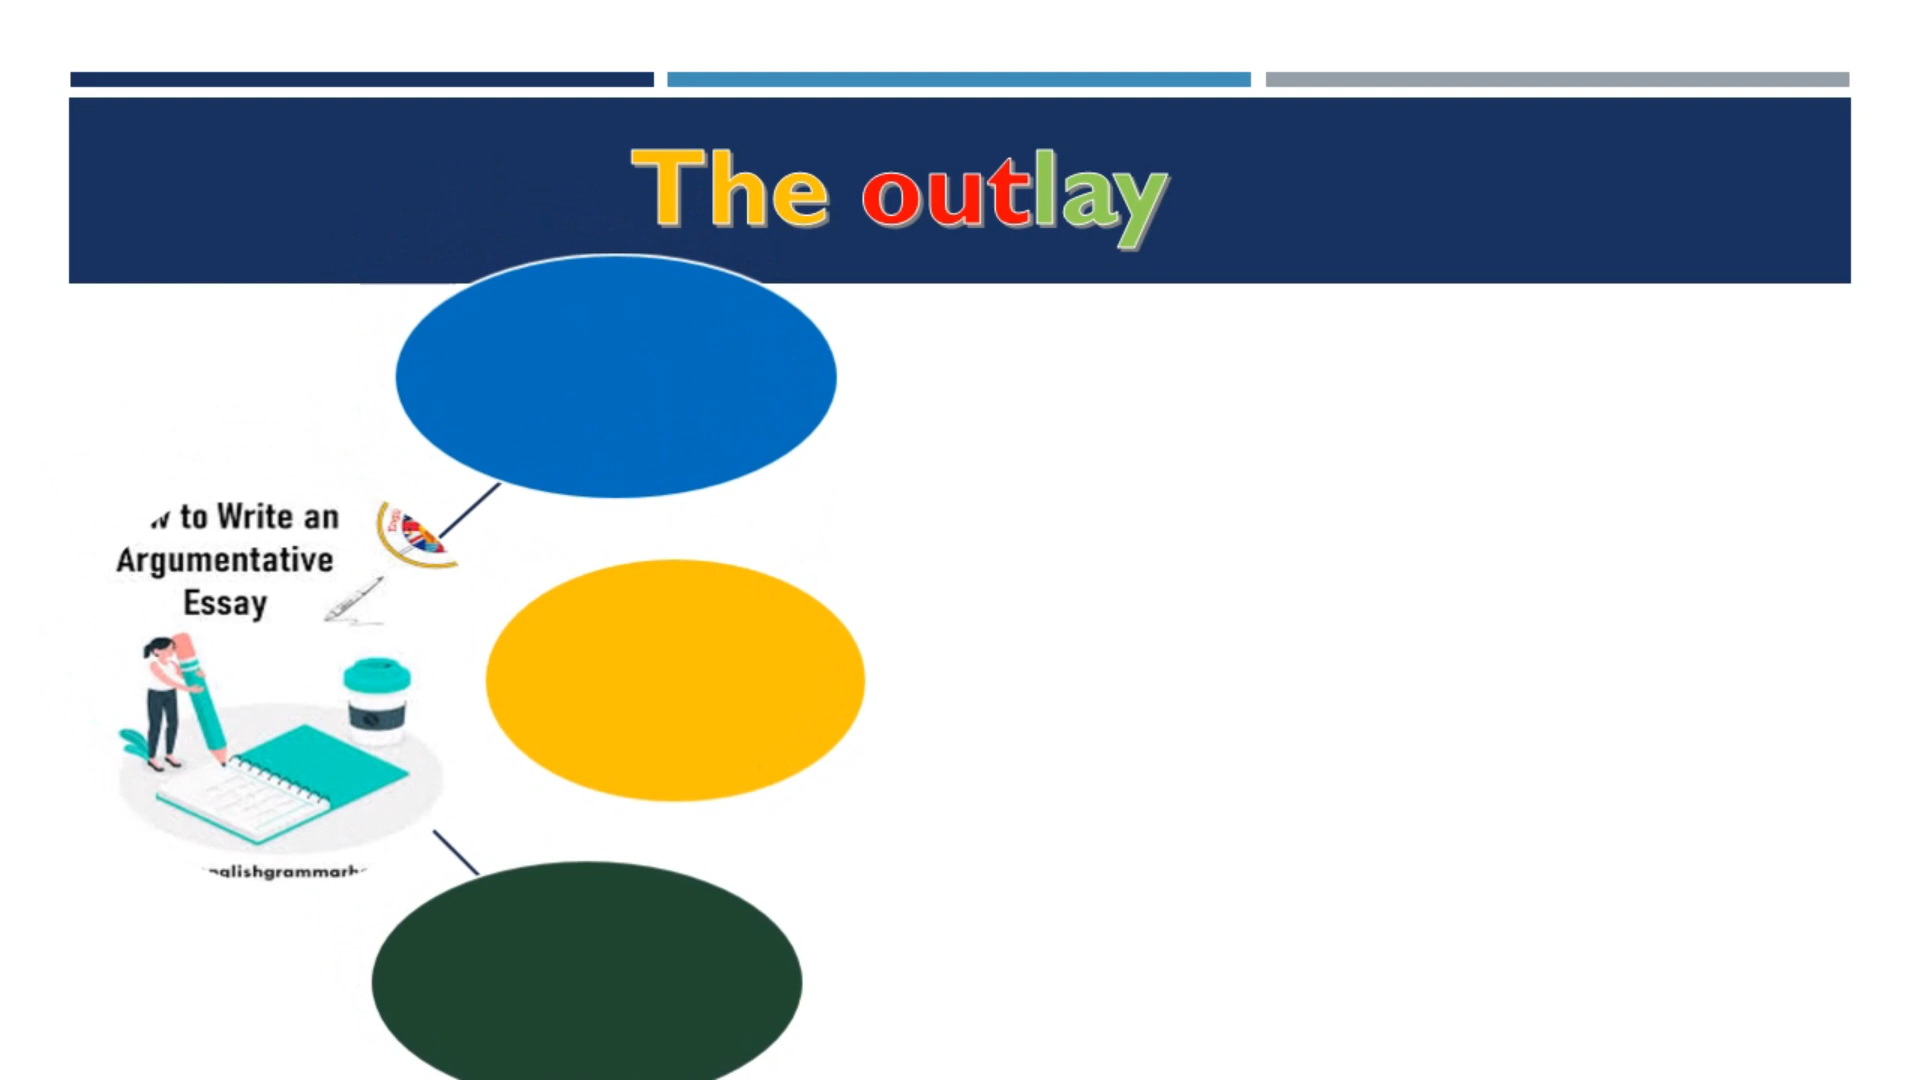 The outlay
to Write an
Argumentative
Essay